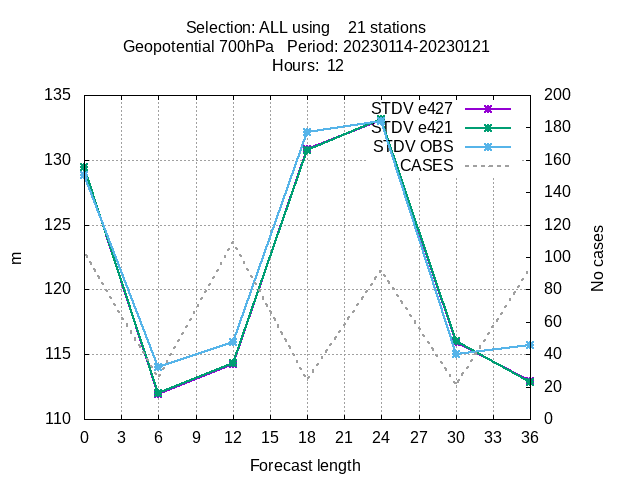 Selection: ALL using    21 stations
Geopotential 700hPa   Period: 20230114-20230121
Hours:  12
135
130
125
120
115
110
m
STDV e427
STDV e421
STDV OBS
CASES
200
180
160
140
120
100
80
60
40
20
0
No cases
0 3 6 9 12 15 18 21 24 27 30 33 36
Forecast length